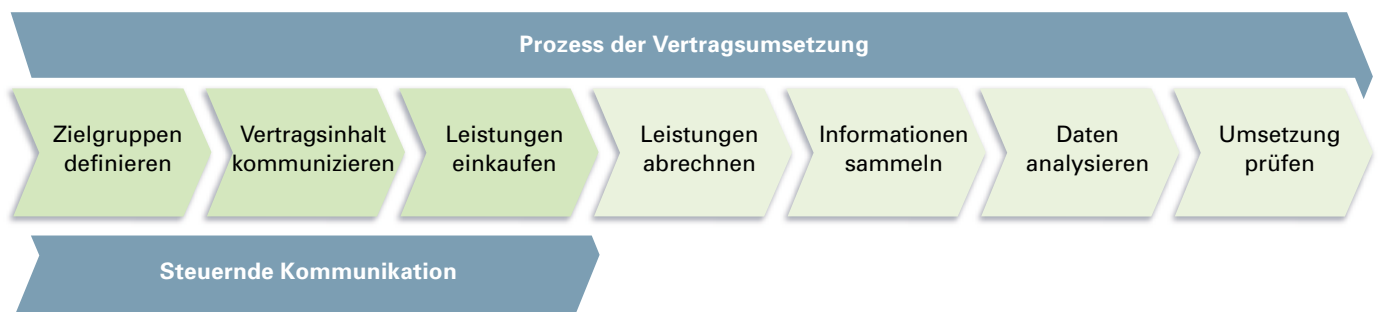 Prozess der Vertragsumsetzung
Zielgruppen
definieren
Vertragsinhalt
kommunizieren
Leistungen
einkaufen
Leistungen
abrechnen
Informationen
sammeln
Daten
analysieren
Umsetzung
prüfen
Steuernde Kommunikation